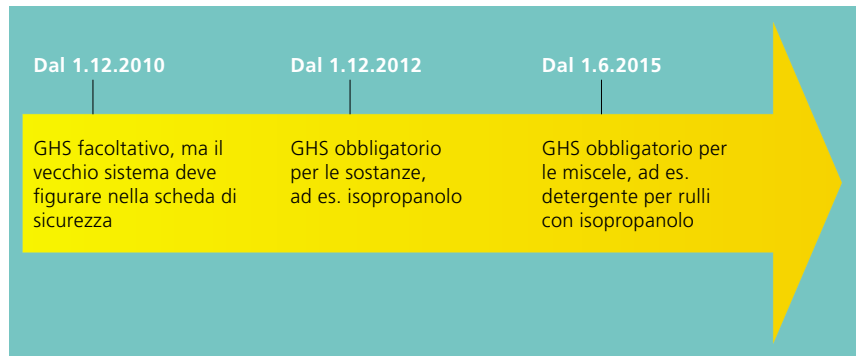 Dal 1.12.2010
GHS facoltativo, ma il
vecchio sistema deve
figurare nella scheda di
sicurezza
Dal 1.12.2012
GHS obbligatorio
per le sostanze,
ad es. isopropanolo
Dal 1.6.2015
GHS obbligatorio per
le miscele, ad es.
detergente per rulli
con isopropanolo